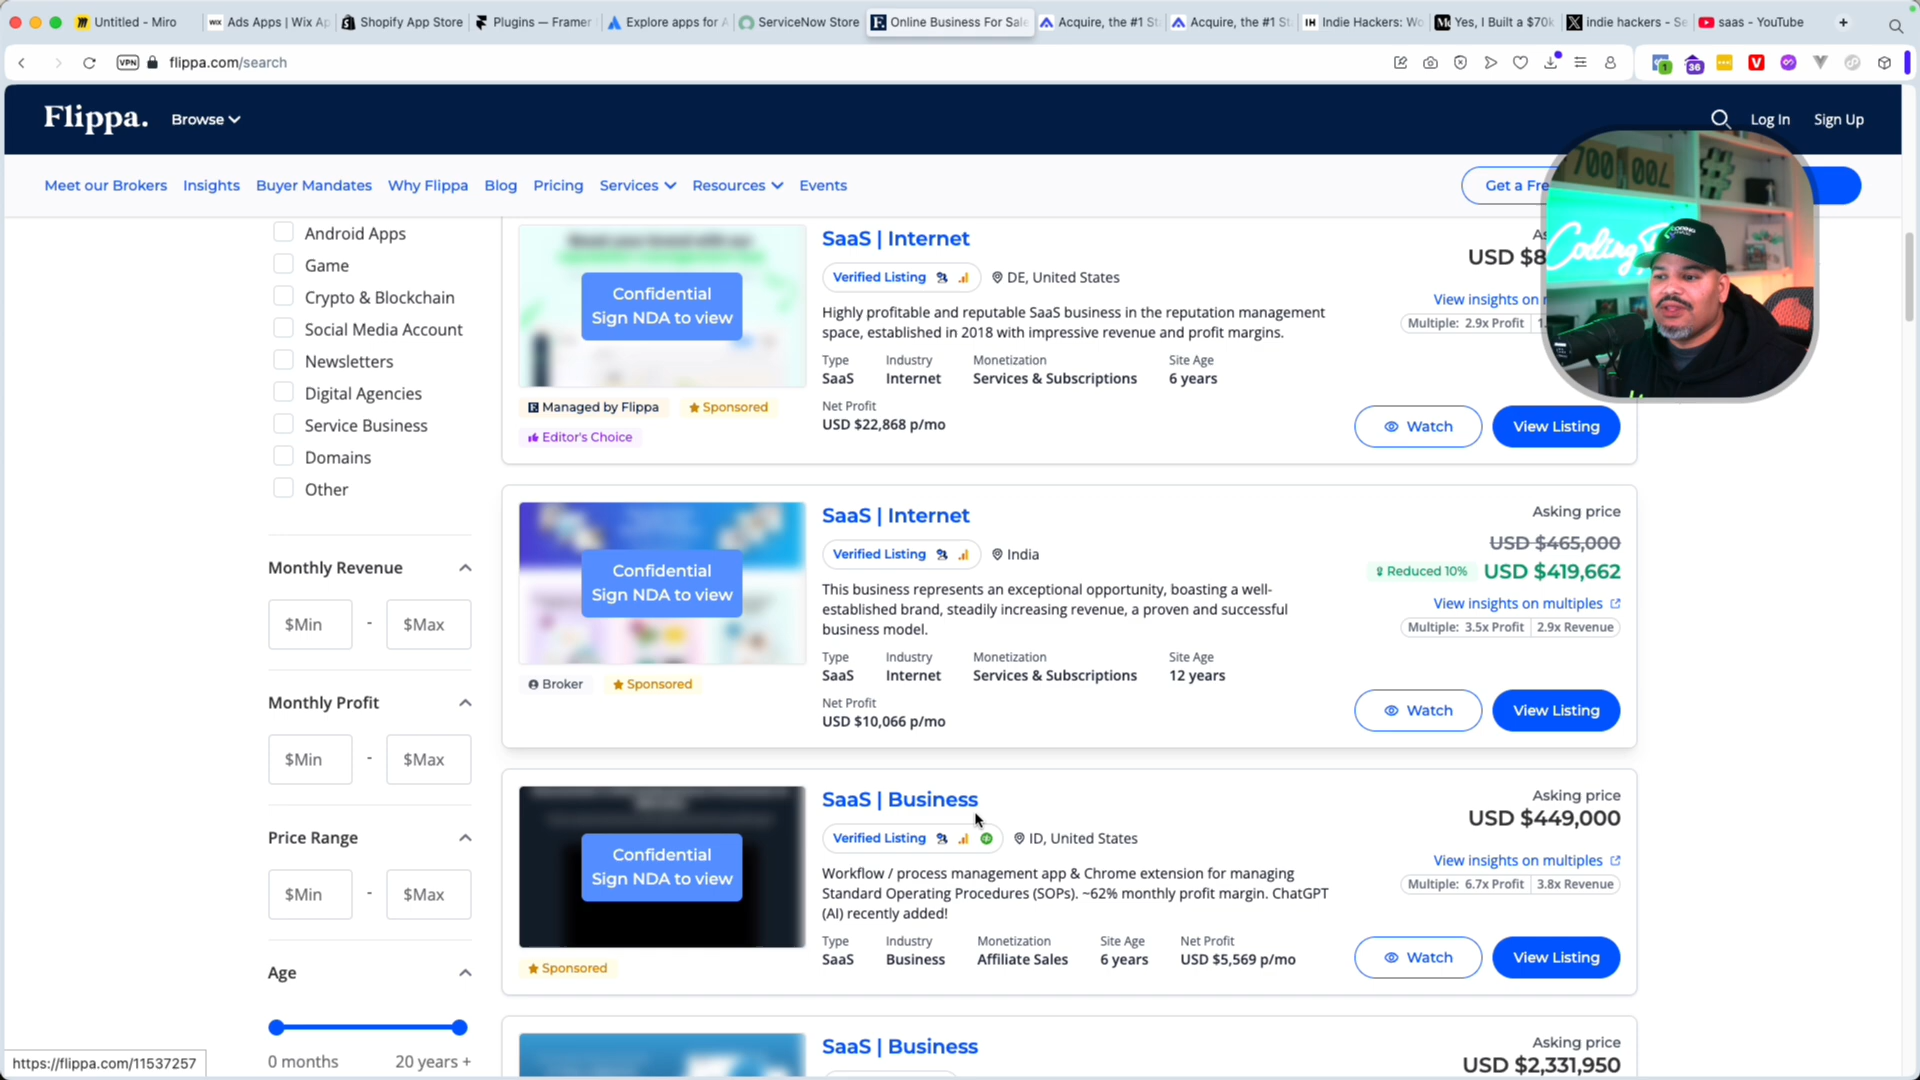 Untitled - Miro
Ads Apps | Wix Ap
Shopify App Store
Plugins — Framer
Explore apps for A
ServiceNow Store
Online Business For Sale
Acquire, the #1 St
Acquire, the #1 St
Indie Hackers: Wo
Yes, I Built a $70k
indie hackers - Se
saas - YouTube
VPN
flippa.com/search
1
36
Flippa.
Browse
Log In
Sign Up
Meet our Brokers
Insights
Buyer Mandates
Why Flippa
Blog
Pricing
Services
Resources
Events
Get a Fre
Coding
Android Apps
Game
Crypto & Blockchain
Social Media Account
Newsletters
Digital Agencies
Service Business
Domains
Other
Monthly Revenue
$Min - $Max
Monthly Profit
$Min - $Max
Price Range
$Min - $Max
Age
0 months 20 years +
Confidential
Sign NDA to view
Managed by Flippa
Sponsored
Editor's Choice
SaaS | Internet
Verified Listing
DE, United States
Highly profitable and reputable SaaS business in the reputation management
space, established in 2018 with impressive revenue and profit margins.
Type Industry Monetization Site Age
SaaS Internet Services & Subscriptions 6 years
Net Profit
USD $22,868 p/mo
USD $8
View insights on
Multiple: 2.9x Profit
Watch
View Listing
Confidential
Sign NDA to view
Broker
Sponsored
SaaS | Internet
Verified Listing
India
This business represents an exceptional opportunity, boasting a well-
established brand, steadily increasing revenue, a proven and successful
business model.
Type Industry Monetization Site Age
SaaS Internet Services & Subscriptions 12 years
Net Profit
USD $10,066 p/mo
Asking price
USD $465,000
Reduced 10% USD $419,662
View insights on multiples
Multiple: 3.5x Profit 2.9x Revenue
Watch
View Listing
Confidential
Sign NDA to view
Sponsored
SaaS | Business
Verified Listing
ID, United States
Workflow / process management app & Chrome extension for managing
Standard Operating Procedures (SOPs). ~62% monthly profit margin. ChatGPT
(AI) recently added!
Type Industry Monetization Site Age Net Profit
SaaS Business Affiliate Sales 6 years USD $5,569 p/mo
Asking price
USD $449,000
View insights on multiples
Multiple: 6.7x Profit 3.8x Revenue
Watch
View Listing
SaaS | Business
Asking price
USD $2,331,950
https://flippa.com/11537257